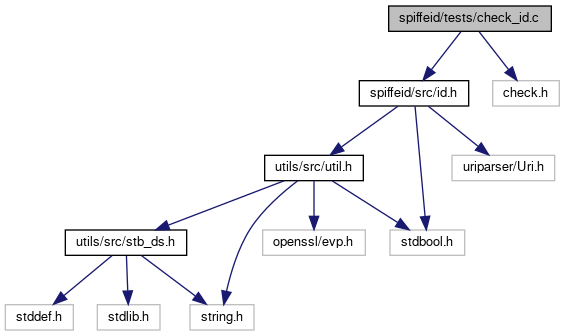 spiffeid/tests/check_id.c
spiffeid/src/id.h
check.h
utils/src/util.h
uriparser/Uri.h
utils/src/stb_ds.h
openssl/evp.h
stdbool.h
stddef.h
stdlib.h
string.h